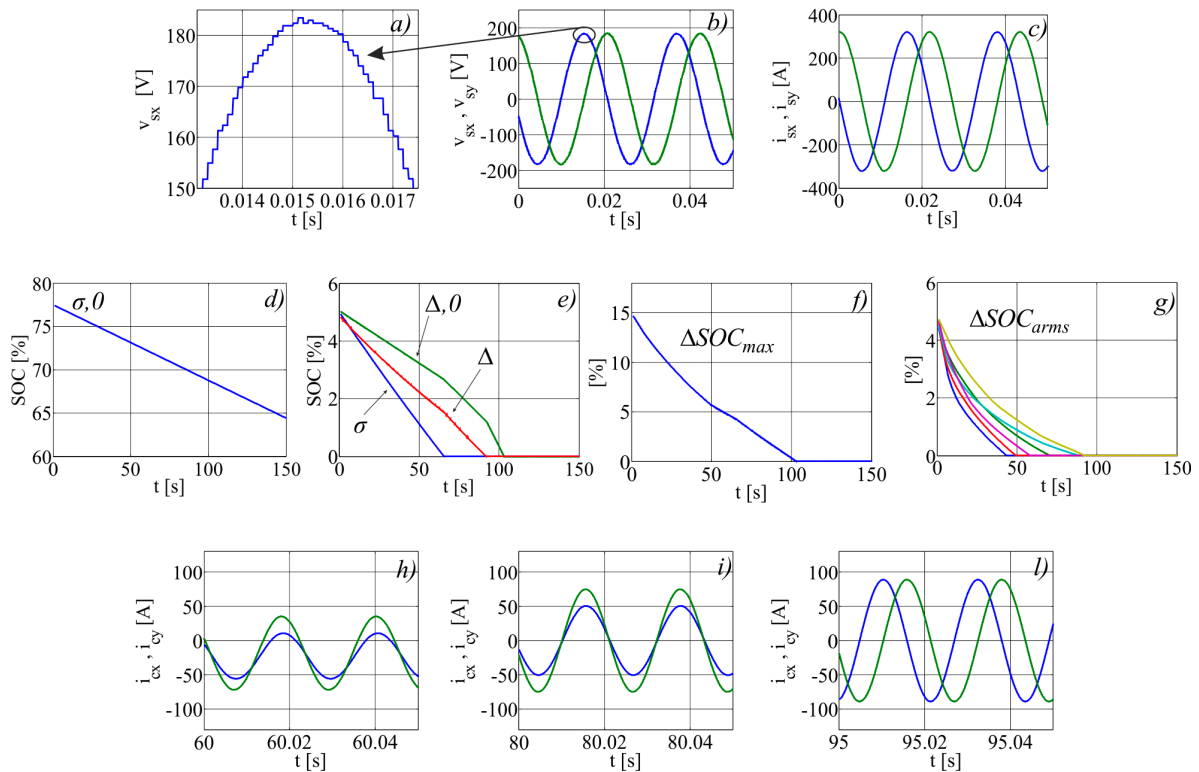 a)
180
170
160
150
v_sx [V]
0.014 0.015 0.016 0.017
t [s]
b)
200
100
0
-100
-200
v_sx , v_sy [V]
0 0.02 0.04
t [s]
c)
400
200
0
-200
-400
i_sx , i_sy [A]
0 0.02 0.04
t [s]
d)
σ,0
80
75
70
65
60
SOC [%]
0 50 100 150
t [s]
e)
Δ,0
Δ
σ
6
4
2
0
SOC [%]
0 50 100 150
t [s]
f)
ΔSOC_max
15
10
5
0
[%]
0 50 100 150
t [s]
g)
ΔSOC_arms
6
4
2
0
[%]
0 50 100 150
t [s]
h)
100
50
0
-50
-100
i_cx , i_cy [A]
60 60.02 60.04
t [s]
i)
100
50
0
-50
-100
i_cx , i_cy [A]
80 80.02 80.04
t [s]
l)
100
50
0
-50
-100
i_cx , i_cy [A]
95 95.02 95.04
t [s]